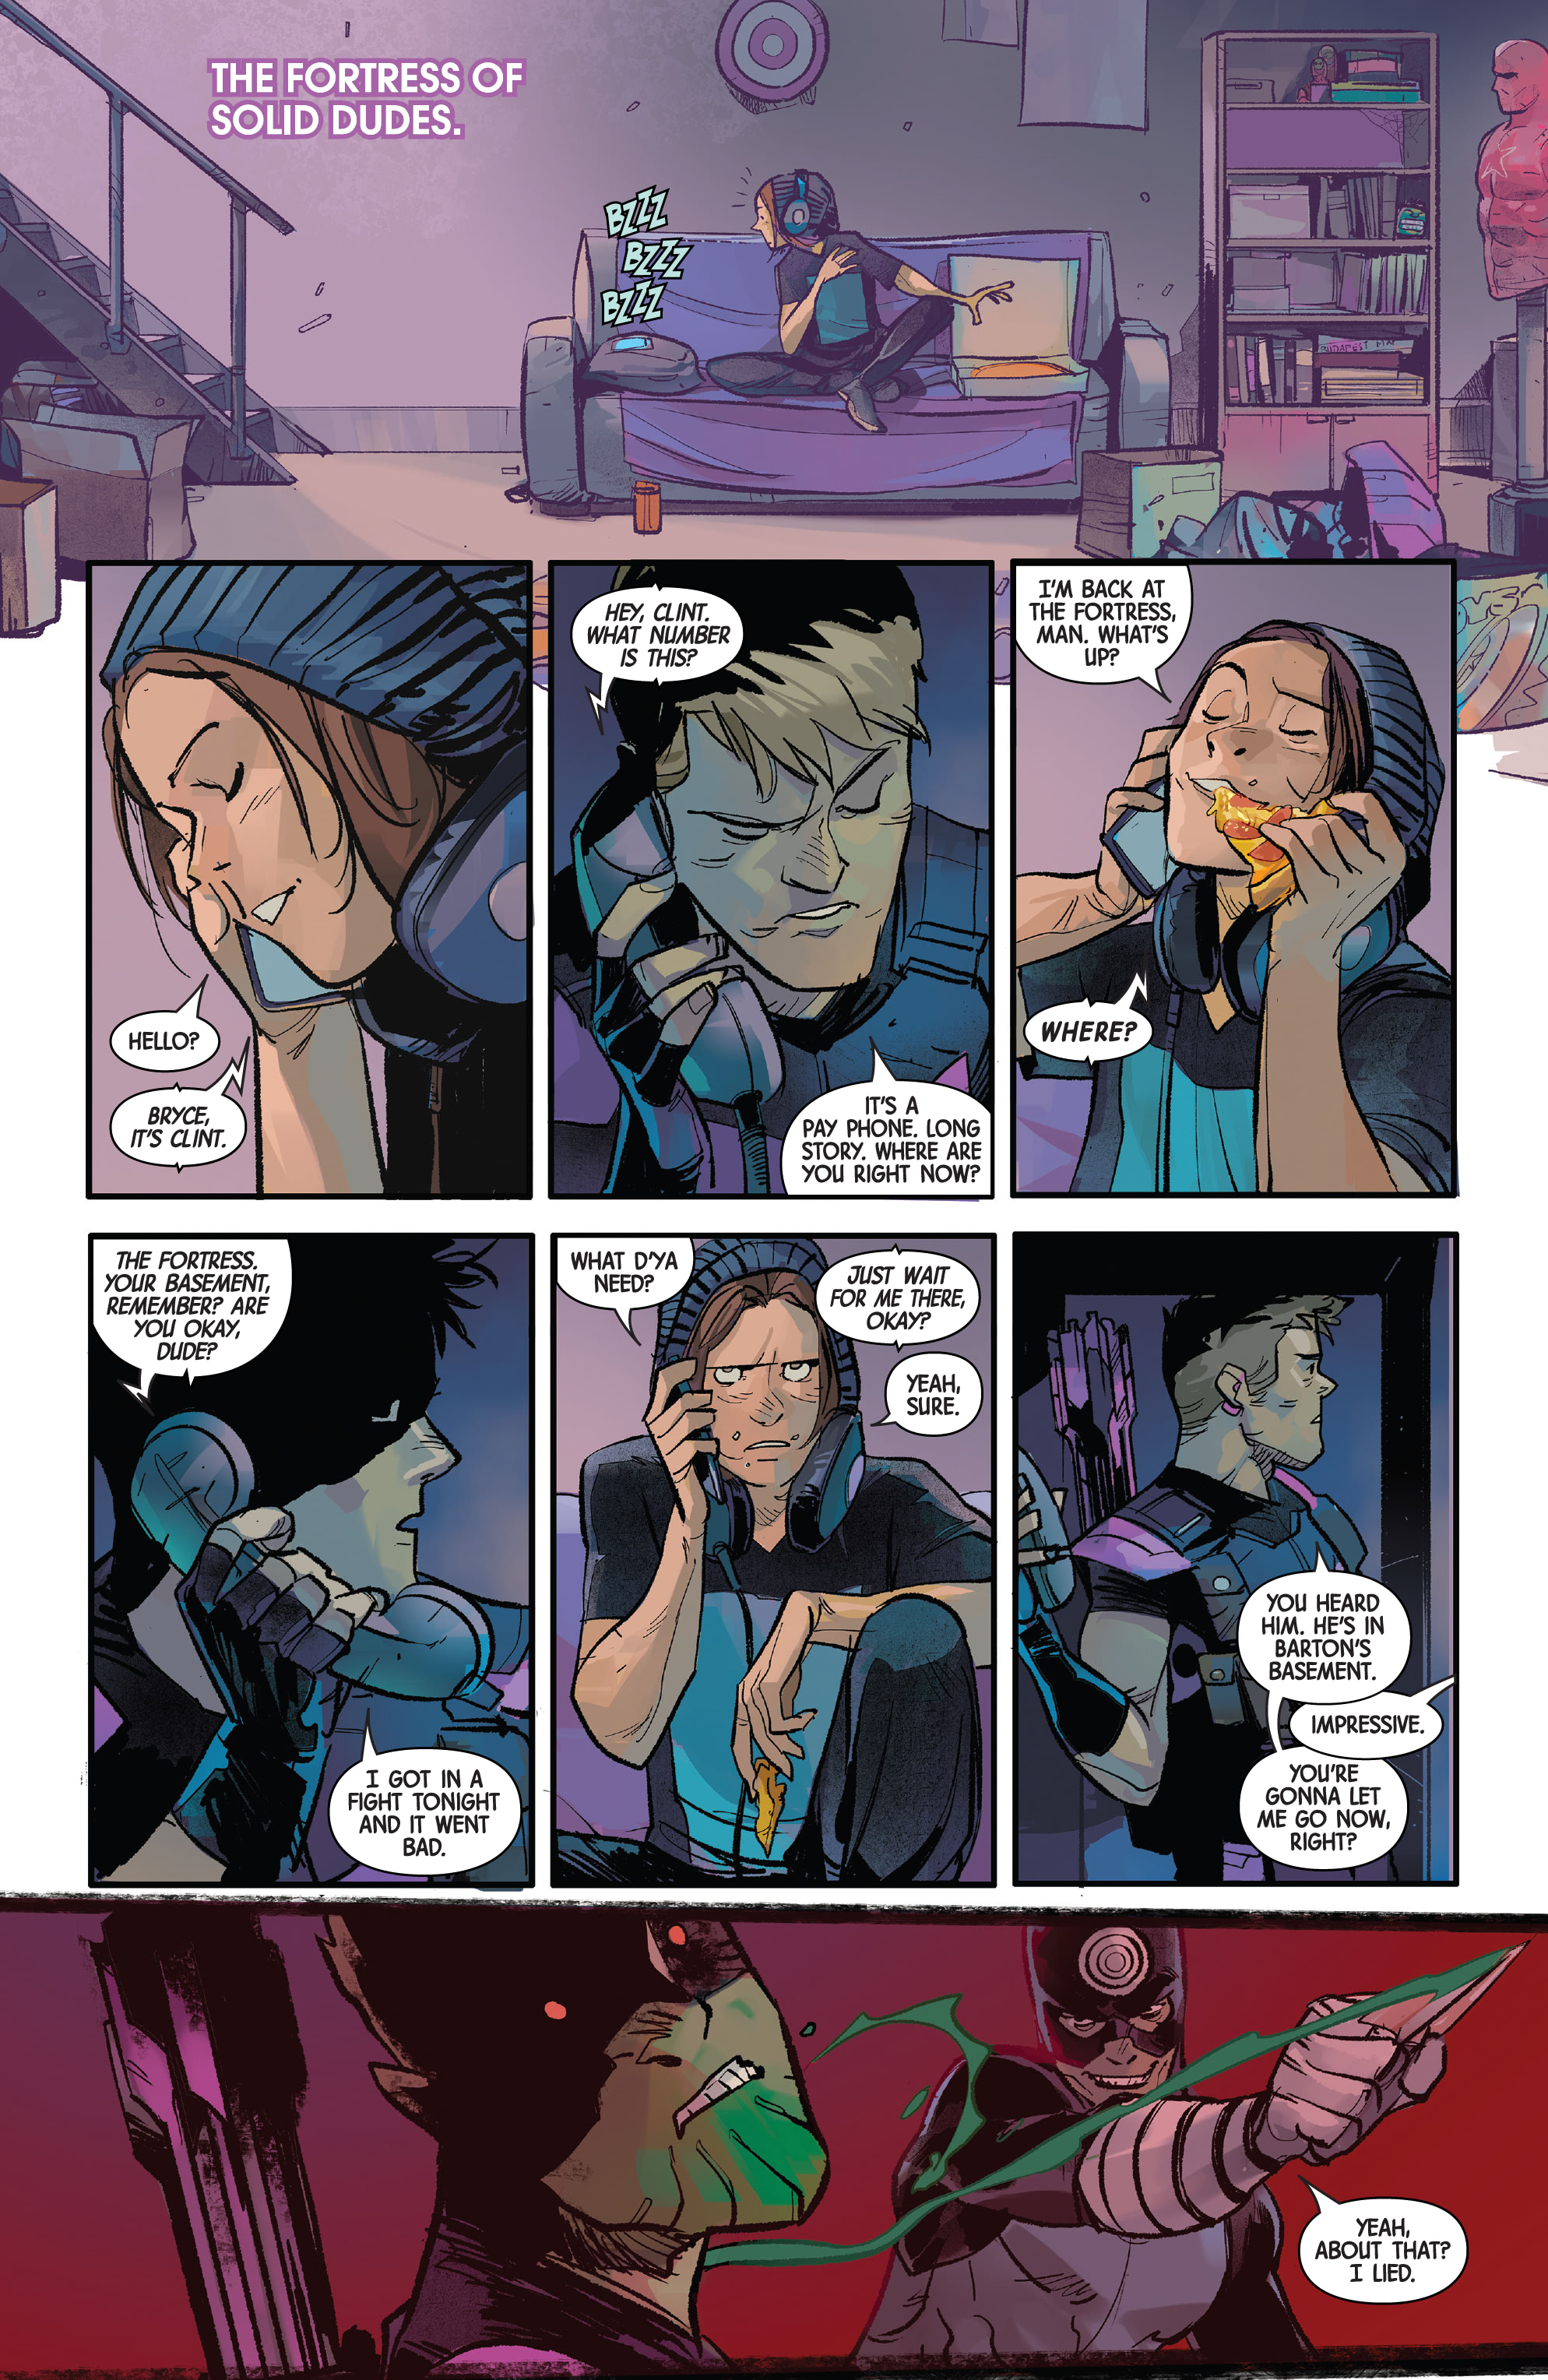 THE FORTRESS OF
SOLID DUDES.
BZZZ
BZZZ
BZZZ
BUDAPEST
HELLO?
BRYCE,
IT'S CLINT.
HEY, CLINT.
WHAT NUMBER
IS THIS?
IT'S A
PAY PHONE. LONG
STORY. WHERE ARE
YOU RIGHT NOW?
I'M BACK AT
THE FORTRESS,
MAN. WHAT'S
UP?
WHERE?
THE FORTRESS.
YOUR BASEMENT,
REMEMBER? ARE
YOU OKAY,
DUDE?
I GOT IN A
FIGHT TONIGHT
AND IT WENT
BAD.
WHAT D'YA
NEED?
JUST WAIT
FOR ME THERE,
OKAY?
YEAH,
SURE.
YOU HEARD
HIM. HE'S IN
BARTON'S
BASEMENT.
IMPRESSIVE.
YOU'RE
GONNA LET
ME GO NOW,
RIGHT?
YEAH,
ABOUT THAT?
I LIED.